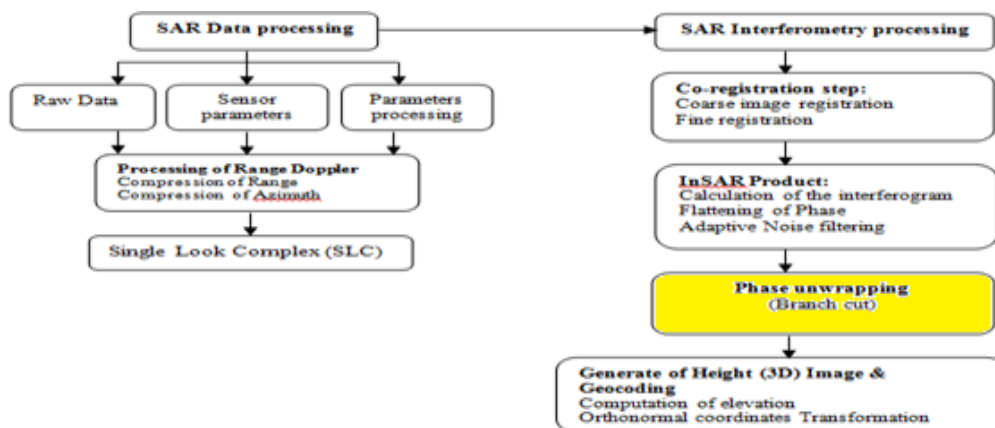 SAR Data processing
Raw Data
Sensor
parameters
Parameters
processing
Processing of Range Doppler
Compression of Range
Compression of Azimuth
Single Look Complex (SLC)
SAR Interferometry processing
Co-registration step:
Coarse image registration
Fine registration
InSAR Product:
Calculation of the interferogram
Flattening of Phase
Adaptive Noise filtering
Phase unwrapping
(Branch cut)
Generate of Height (3D) Image &
Geocoding
Computation of elevation
Orthonormal coordinates Transformation